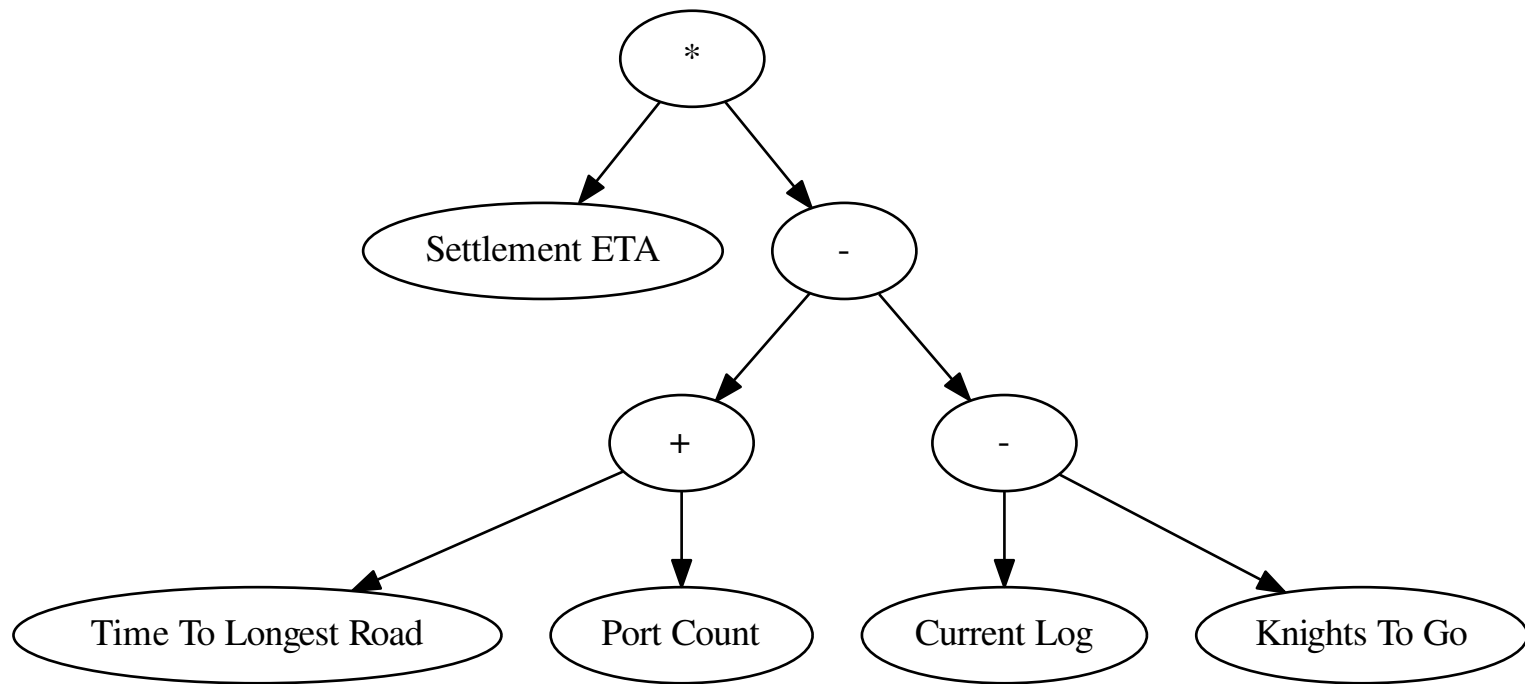 *
Settlement ETA
-
+
-
Time To Longest Road
Port Count
Current Log
Knights To Go